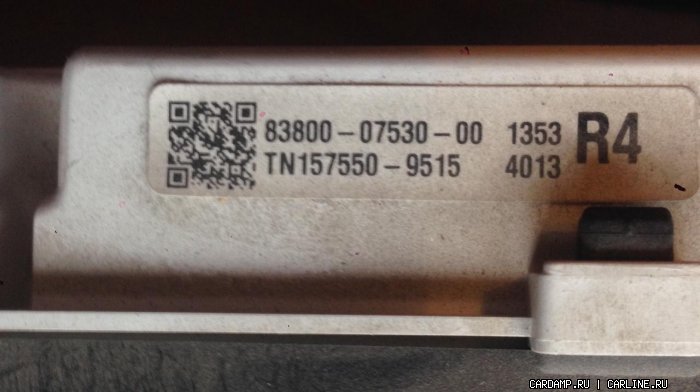 83800-07530-00 1353 R4
TN157550-9515 4013
CARDAMP.RU | CARLINE.RU